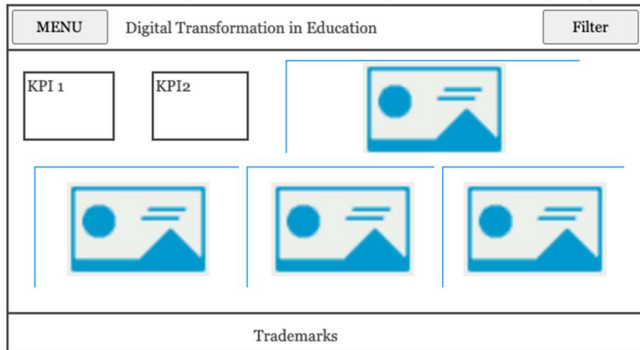 MENU
Digital Transformation in Education
Filter
KPI 1
KPI2
Trademarks